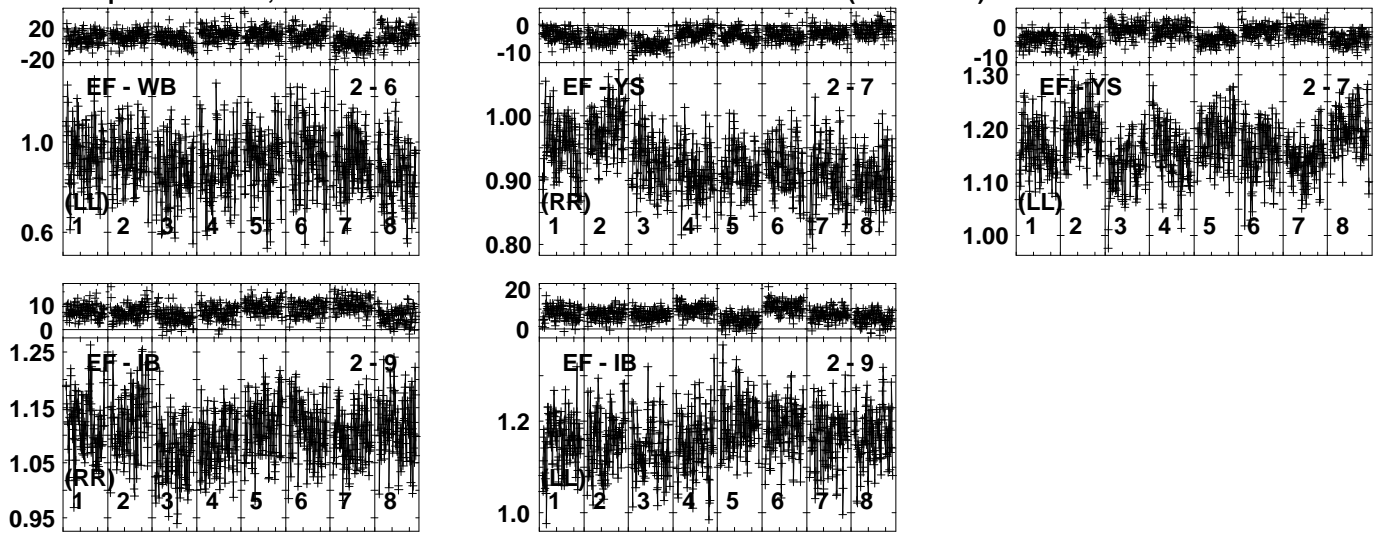 20
-20
EF - WB 2 - 6
1.0
(LL)
0.6
1 2 3 4 5 6 7 8
0
-10
EF - YS 2 - 7
1.00
0.90
(RR)
0.80
1 2 3 4 5 6 7 8
0
-10
1.30
EF - YS 2 - 7
1.20
1.10
(LL)
1.00
1 2 3 4 5 6 7 8
10
0
1.25
EF - IB 2 - 9
1.15
1.05
(RR)
0.95
1 2 3 4 5 6 7 8
20
0
EF - IB 2 - 9
1.2
(LL)
1.0
1 2 3 4 5 6 7 8